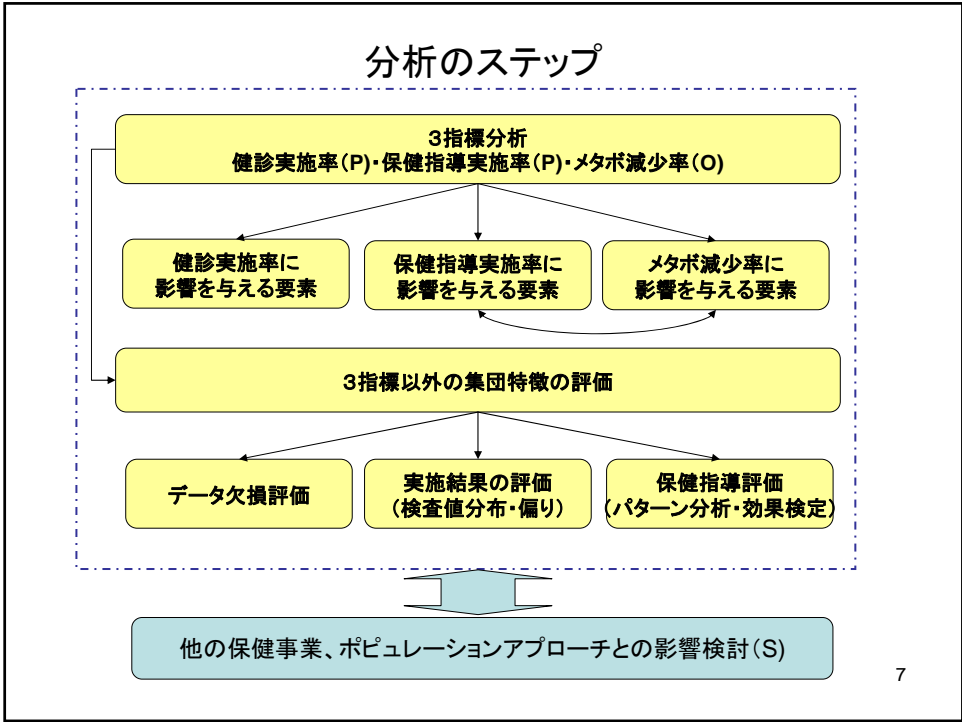 分析のステップ
3指標分析
健診実施率(P)・保健指導実施率(P)・メタボ減少率(O)
健診実施率に
影響を与える要素
保健指導実施率に
影響を与える要素
メタボ減少率に
影響を与える要素
3指標以外の集団特徴の評価
データ欠損評価
実施結果の評価
(検査値分布・偏り)
保健指導評価
(パターン分析・効果検定)
他の保健事業、ポピュレーションアプローチとの影響検討(S)
7